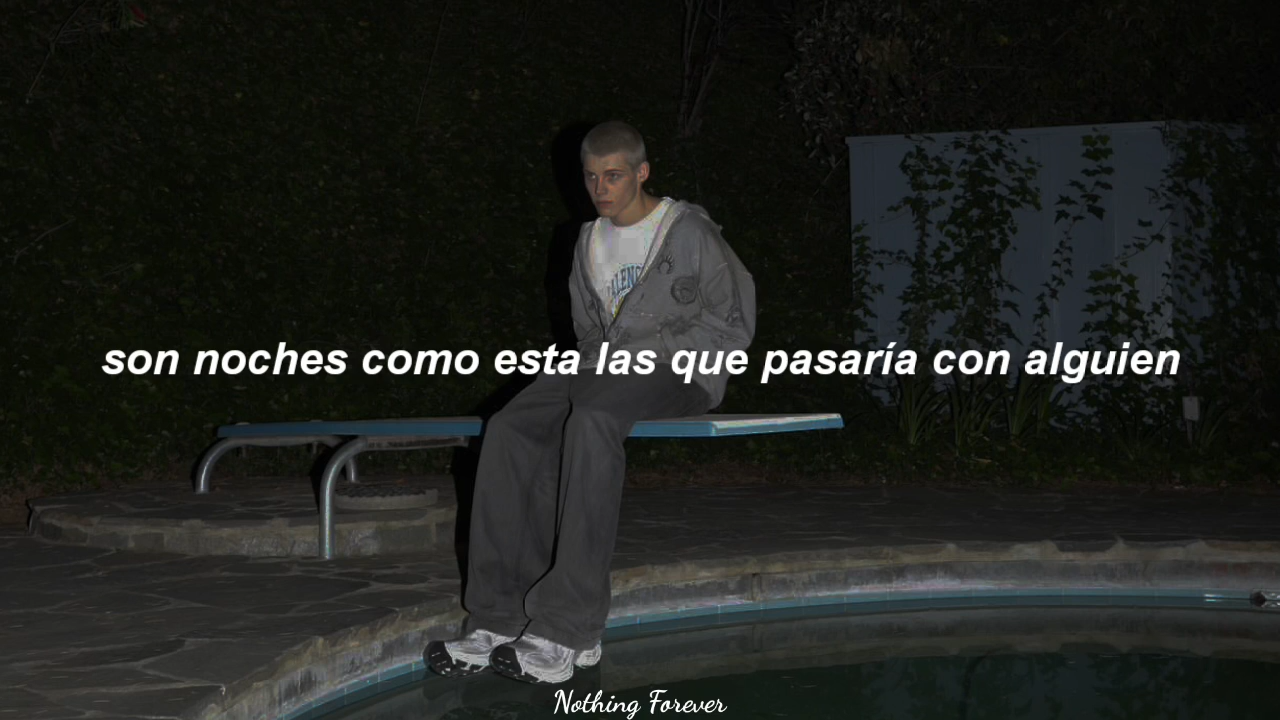 son noches como esta las que pasaría con alguien
Nothing Forever